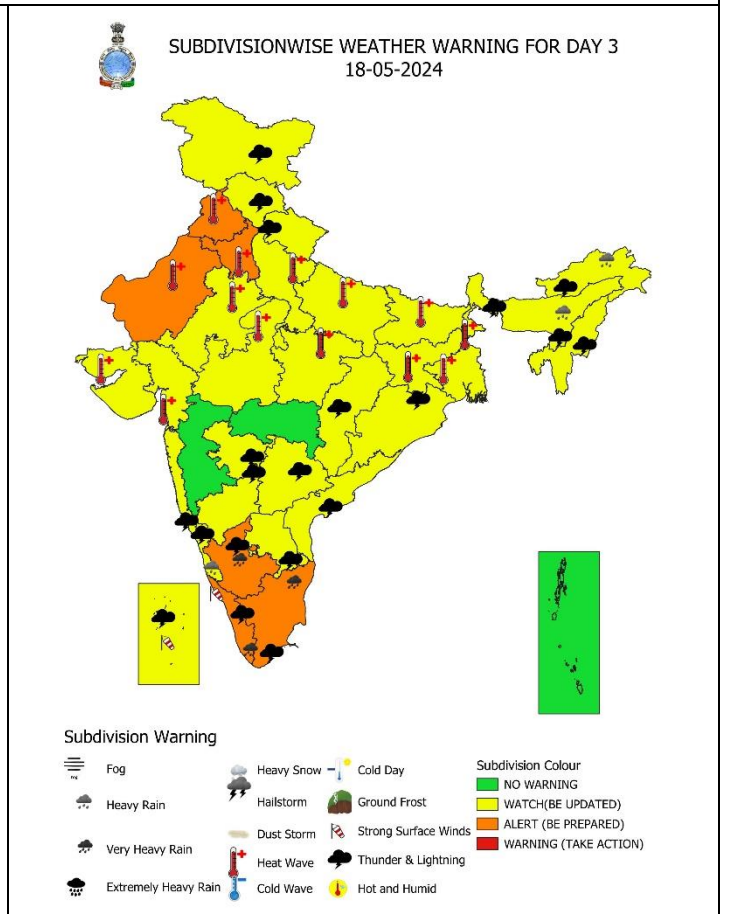 SUBDIVISIONWISE WEATHER WARNING FOR DAY 3
18-05-2024
Subdivision Warning
Fog
Heavy Rain
Very Heavy Rain
Extremely Heavy Rain
Heavy Snow
Hailstorm
Dust Storm
Heat Wave
Cold Wave
Cold Day
Ground Frost
Strong Surface Winds
Thunder & Lightning
Hot and Humid
Subdivision Colour
NO WARNING
WATCH(BE UPDATED)
ALERT (BE PREPARED)
WARNING (TAKE ACTION)